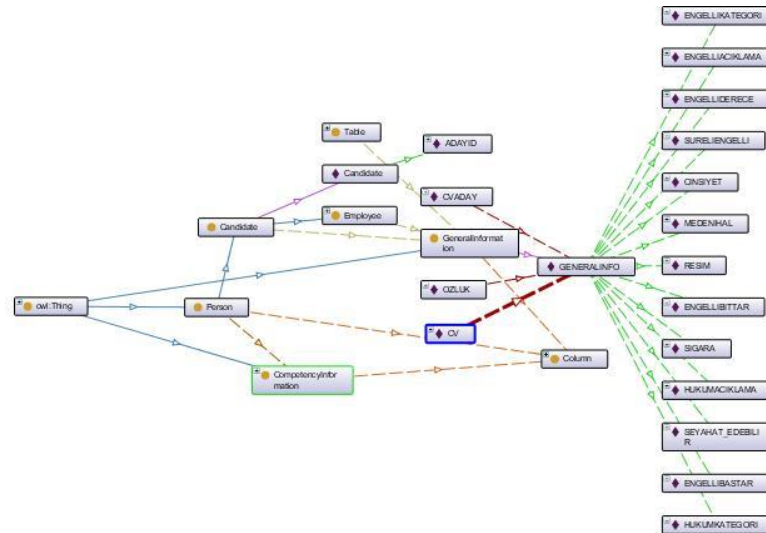 ENGELLIKATEGORI
ENGELLIACIKLAMA
ENGELLIDERECE
Table
ADAYID
SURELIENGELLI
Candidate
CINSIYET
CVADAY
Employee
MEDENIHAL
Candidate
GeneralInformat
ion
GENERALINFO
RESIM
OZLUK
owl:Thing
Person
ENGELLIBITTAR
CV
SIGARA
Column
CompetencyInfor
mation
HUKUMACIKLAMA
SEYAHAT_EDEBILI
R
ENGELLIBASTAR
HUKUMKATEGORI